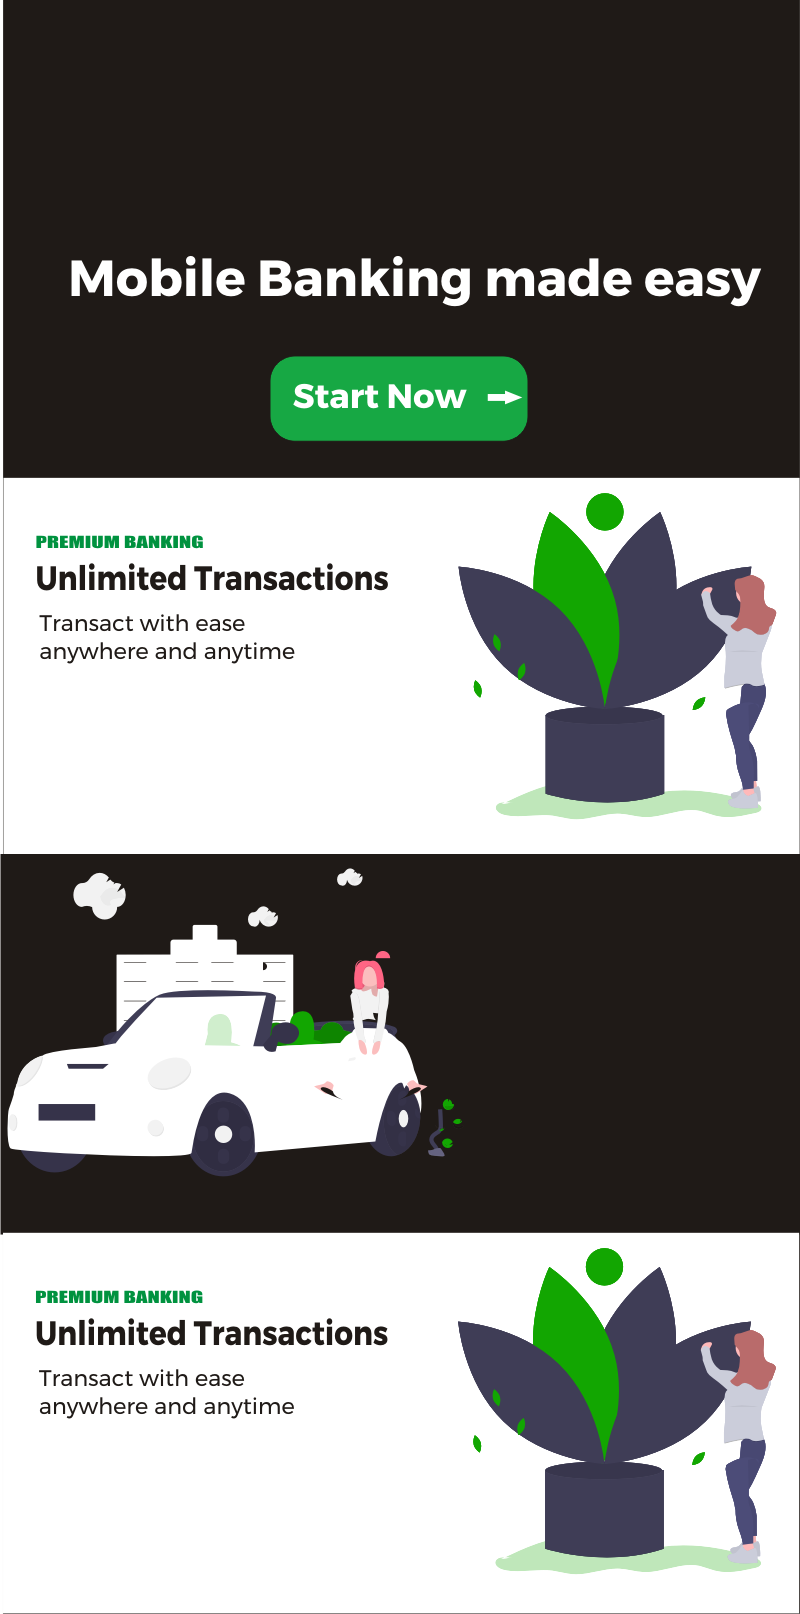 Mobile Banking made easy
Start Now
PREMIUM BANKING
Unlimited Transactions
Transact with ease
anywhere and anytime
PREMIUM BANKING
Unlimited Transactions
Transact with ease
anywhere and anytime